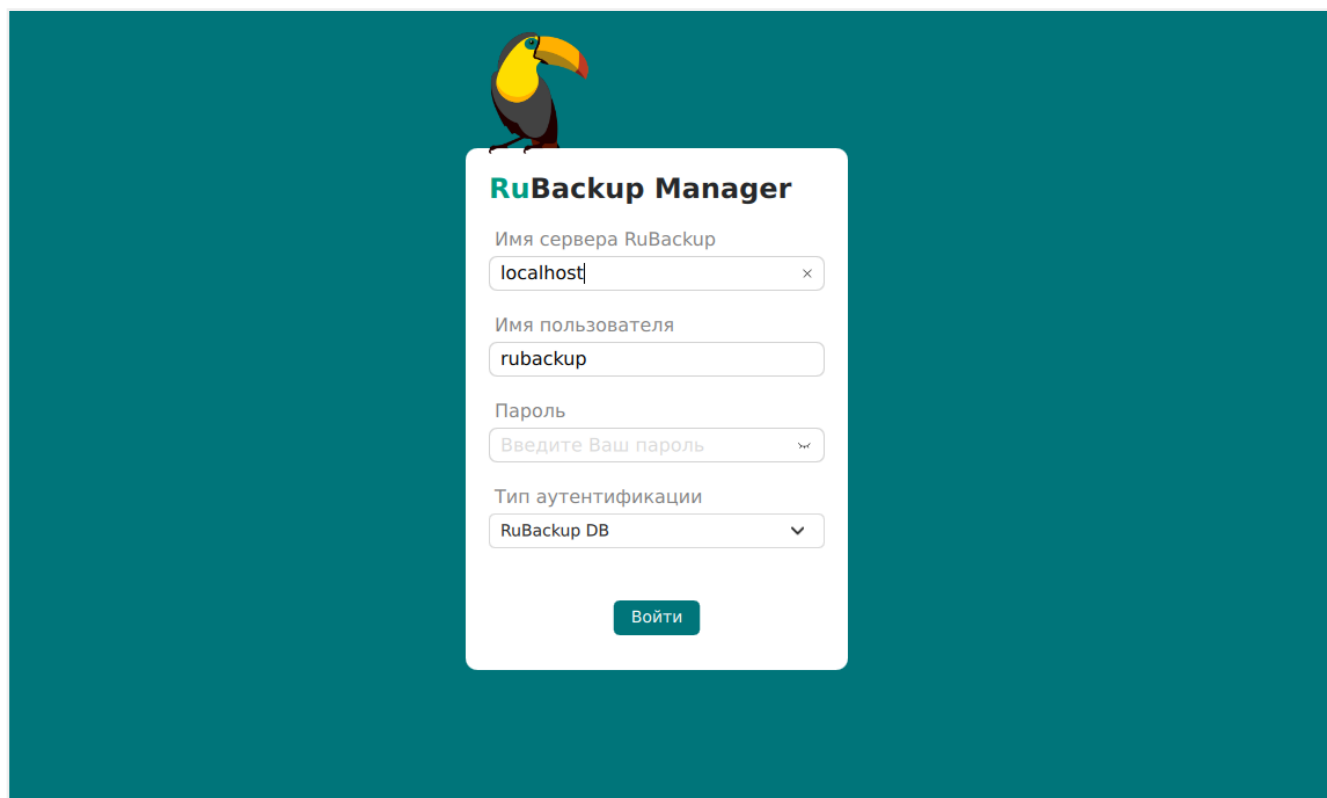 RuBackup Manager
Имя сервера RuBackup
localhost
Имя пользователя
rubackup
Пароль
Введите Ваш пароль
Тип аутентификации
RuBackup DB
Войти